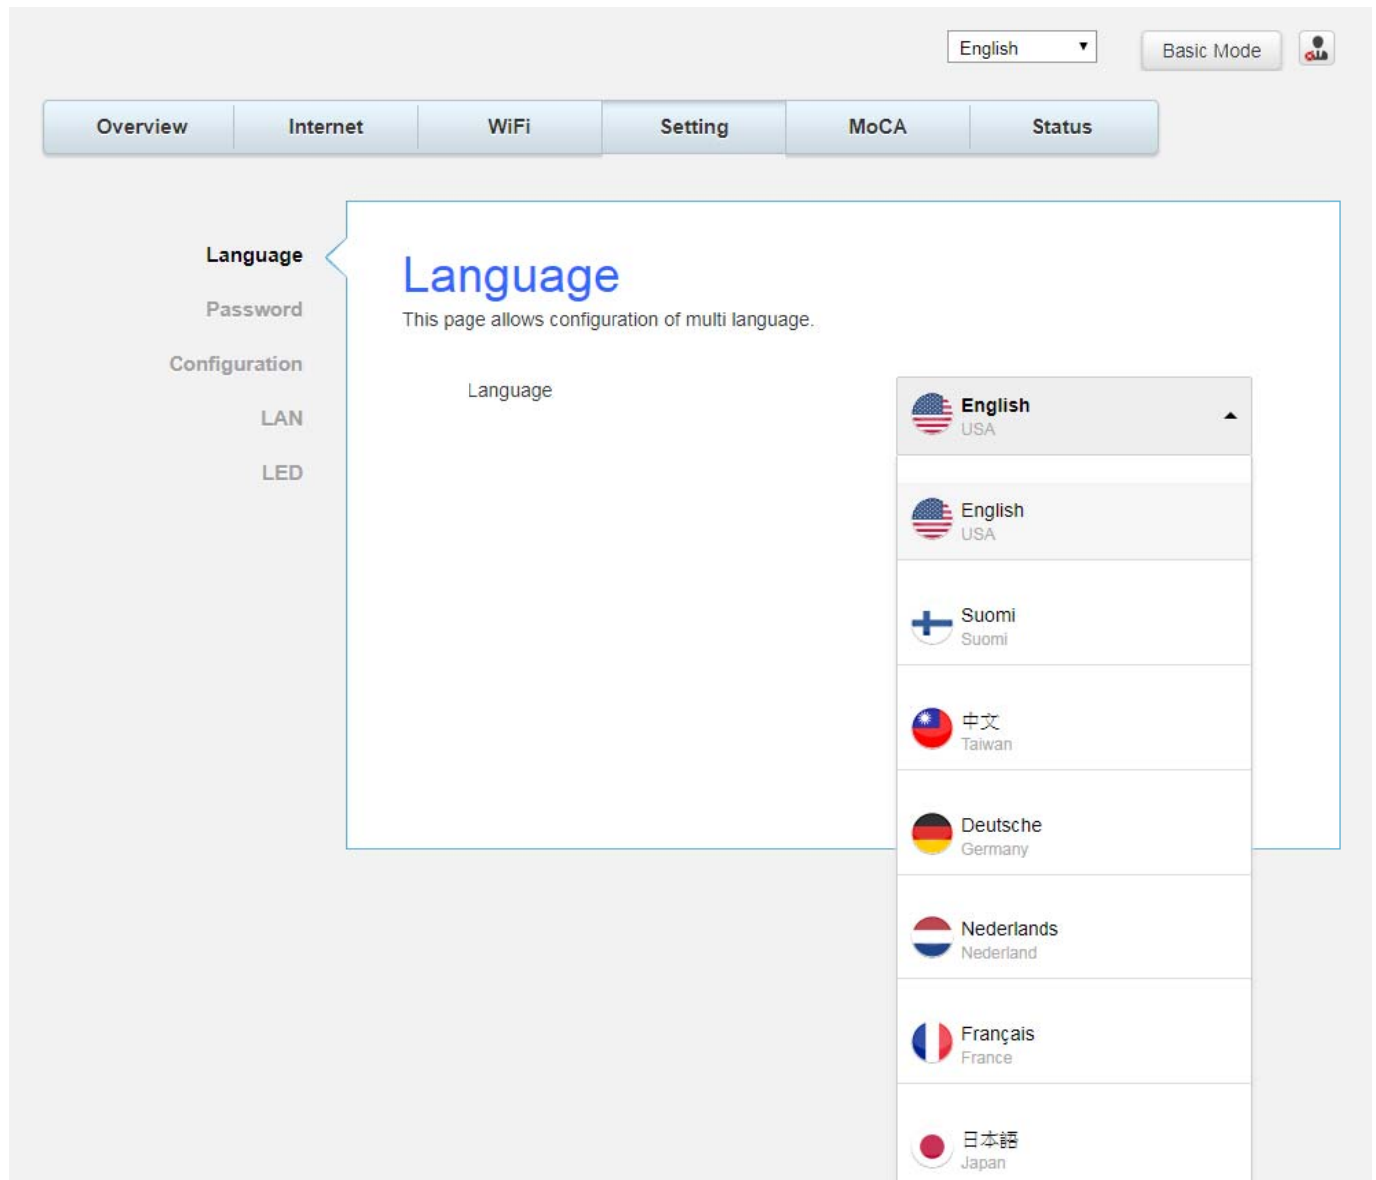 English
Basic Mode
Overview Internet WiFi Setting MoCA Status
Language
Password
Configuration
LAN
LED
Language
This page allows configuration of multi language.
Language
English
USA
English
USA
Suomi
Suomi
中文
Taiwan
Deutsche
Germany
Nederlands
Nederland
Français
France
日本語
Japan